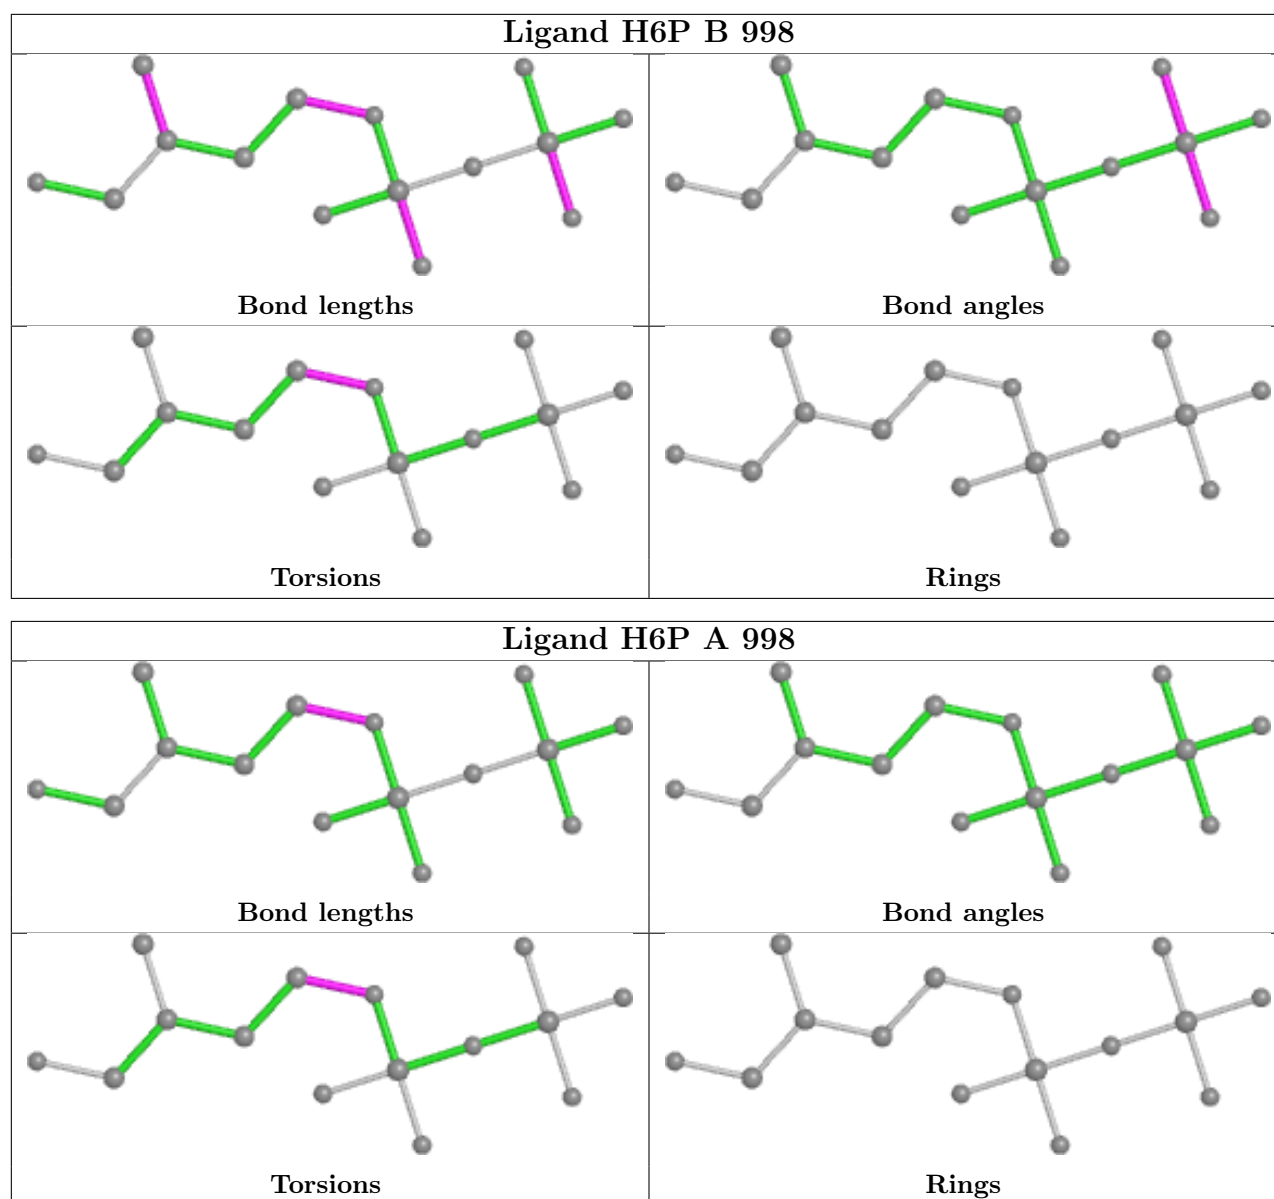 Ligand H6P B 998
Bond lengths
Bond angles
Torsions
Rings
Ligand H6P A 998
Bond lengths
Bond angles
Torsions
Rings